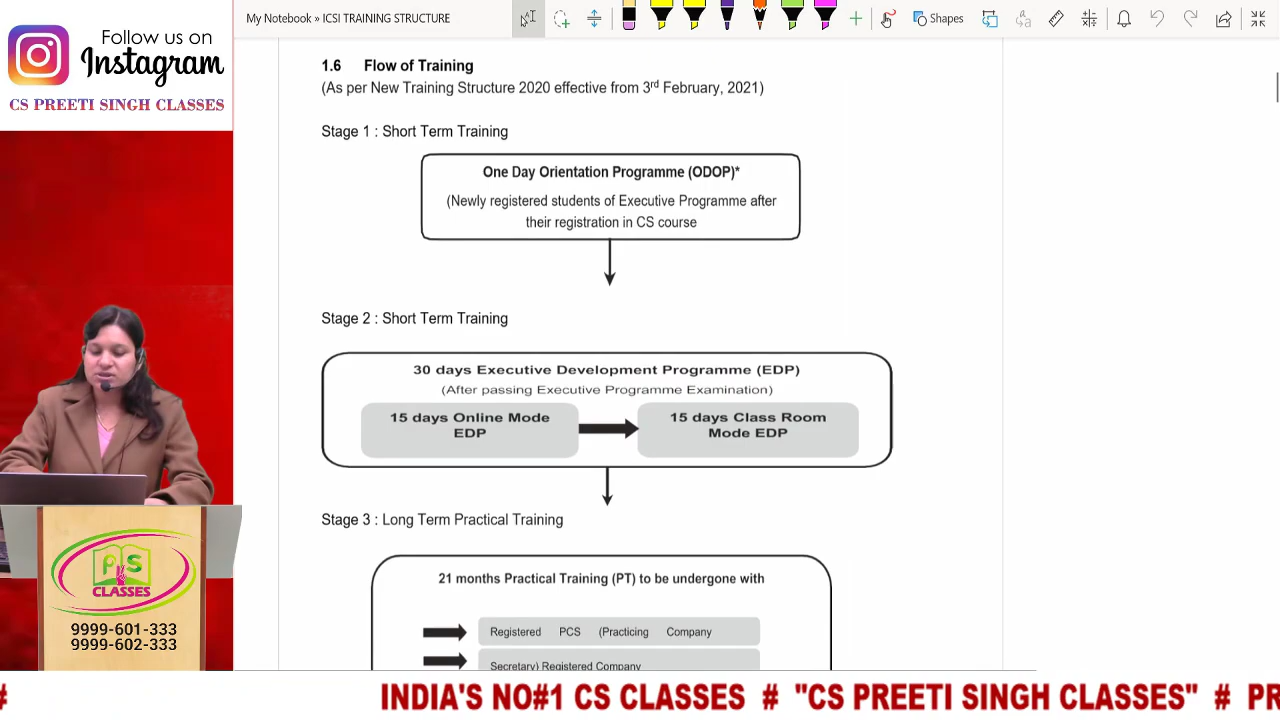 My Notebook » ICSI TRAINING STRUCTURE
Shapes
Follow us on
Instagram
CS PREETI SINGH CLASSES
1.6 Flow of Training
(As per New Training Structure 2020 effective from 3rd February, 2021)
Stage 1 : Short Term Training
One Day Orientation Programme (ODOP)*
(Newly registered students of Executive Programme after
their registration in CS course
Stage 2 : Short Term Training
30 days Executive Development Programme (EDP)
(After passing Executive Programme Examination)
15 days Online Mode
EDP
15 days Class Room
Mode EDP
Stage 3 : Long Term Practical Training
21 months Practical Training (PT) to be undergone with
Registered PCS (Practicing Company
Secretary) Registered Company
PS
CLASSES
9999-601-333
9999-602-333
# INDIA'S NO#1 CS CLASSES # "CS PREETI SINGH CLASSES" # PR